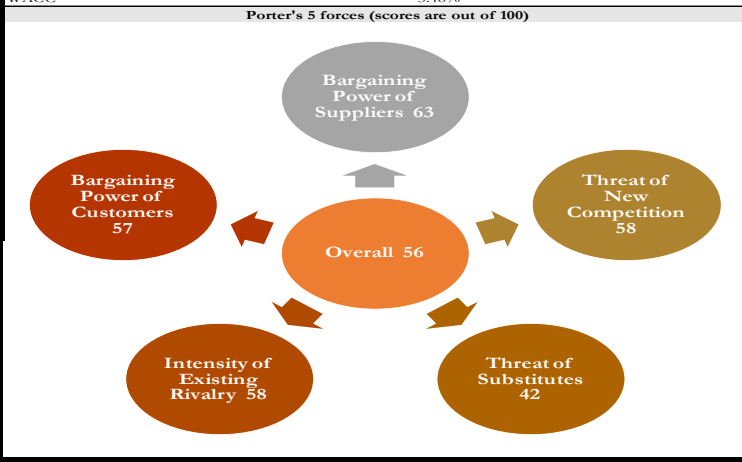 Porter's 5 forces (scores are out of 100)
Bargaining
Power of
Suppliers 63
Bargaining
Power of
Customers
57
Threat of
New
Competition
58
Overall 56
Intensity of
Existing
Rivalry 58
Threat of
Substitutes
42